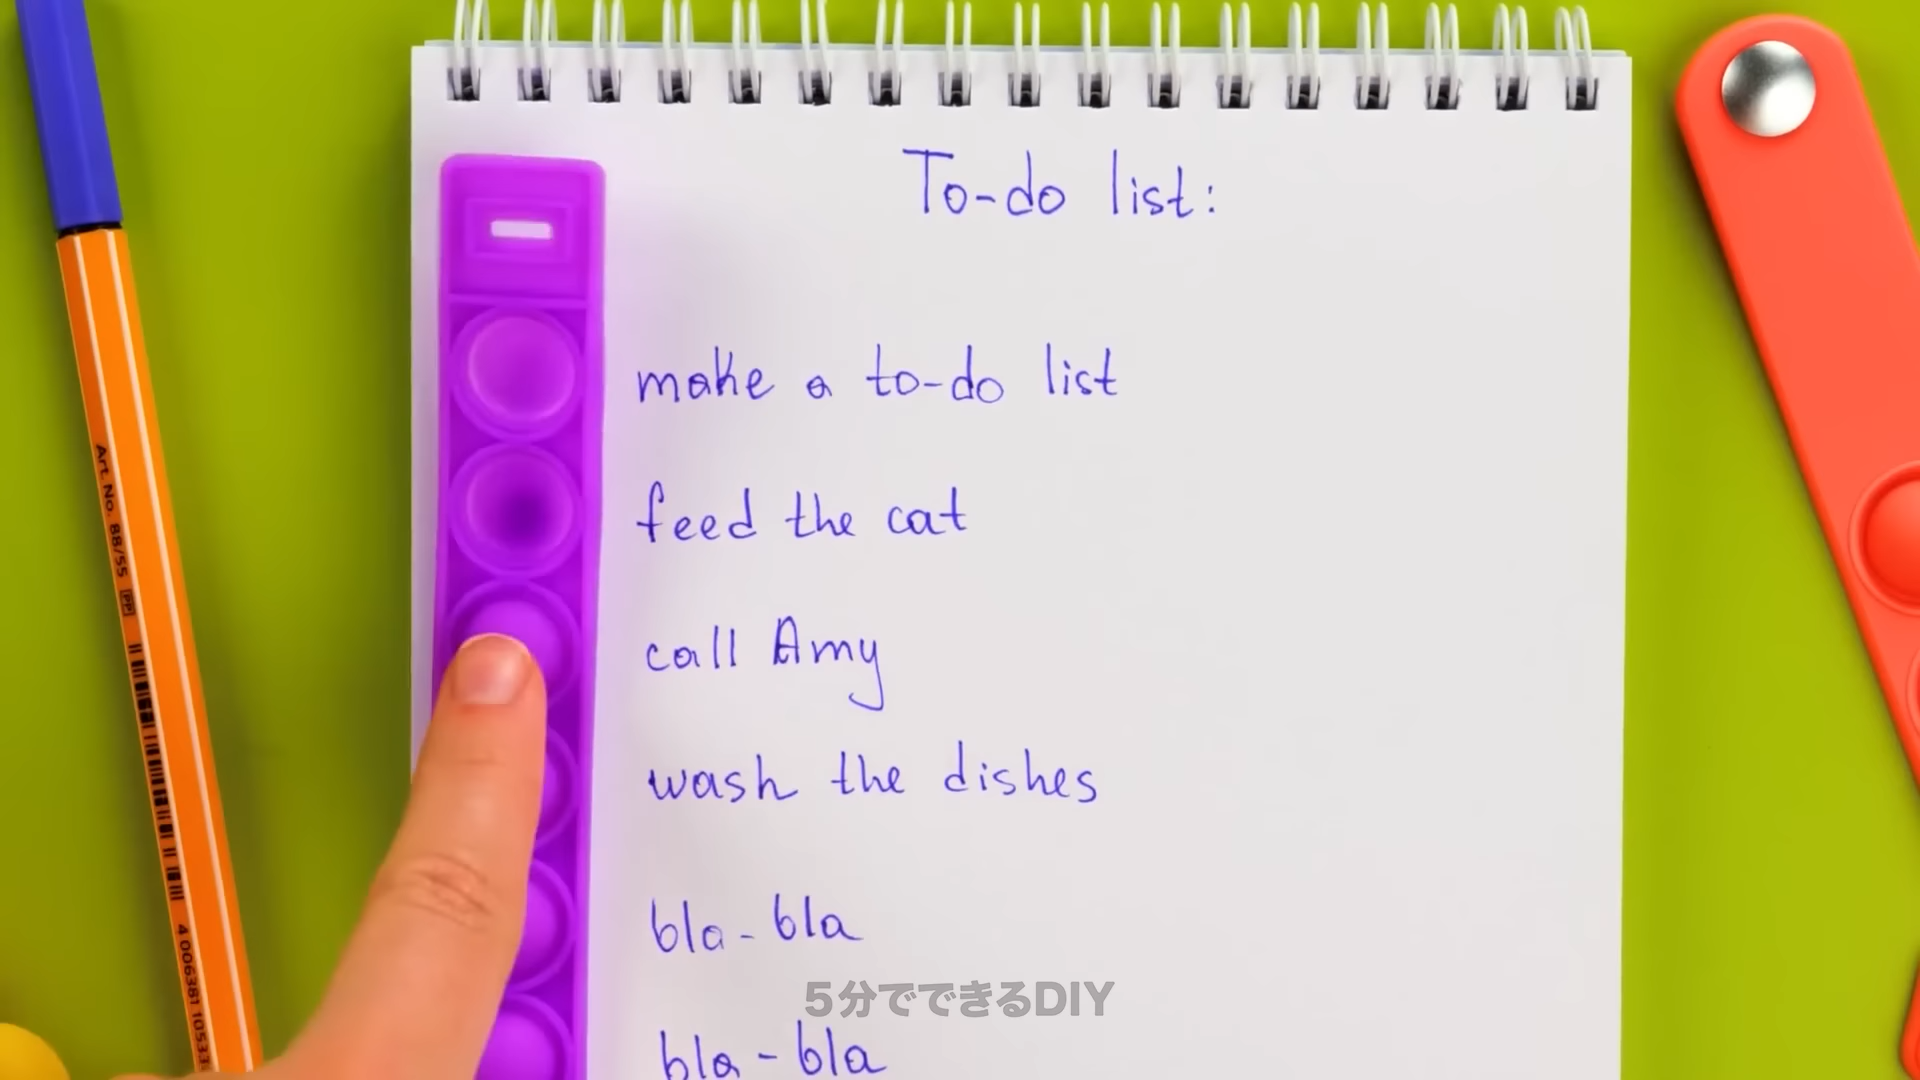 To-do list:
make a to-do list
feed the cat
call Amy
wash the dishes
bla-bla
bla-bla
5分でできるDIY
Art. No. 88/55 PP